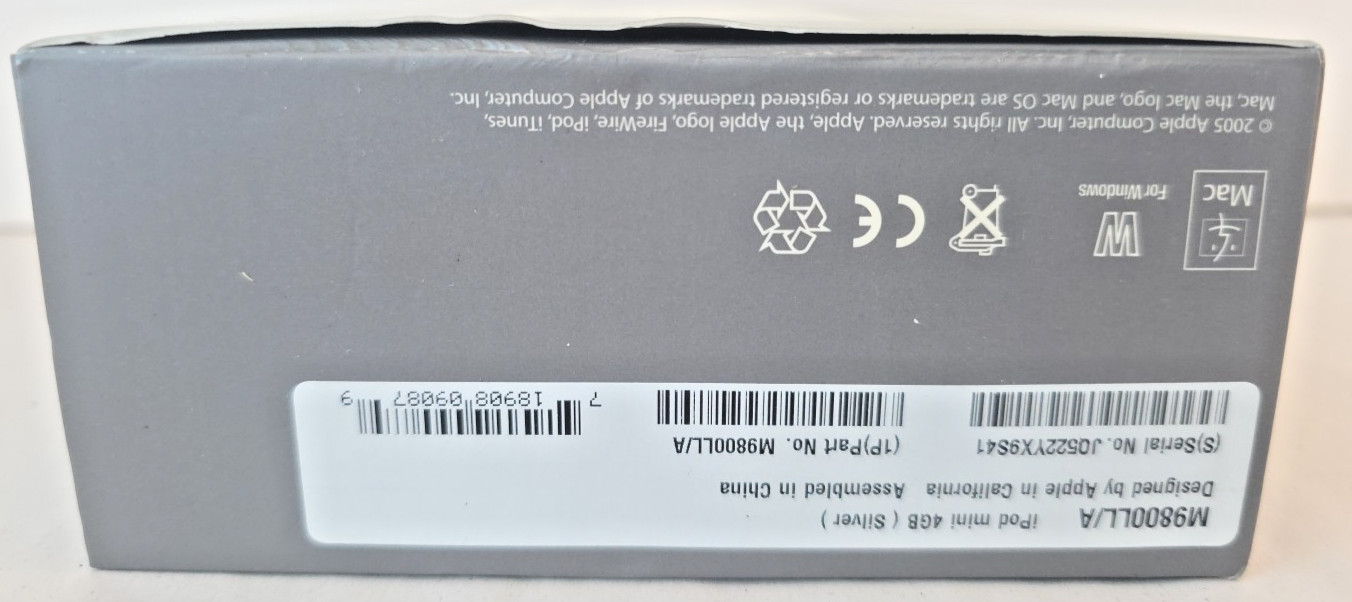 M9800LL/A iPod mini 4GB ( Silver )
Designed by Apple in California Assembled in China
(S)Serial No. J0522YX9S41 (1P)Part No. M9800LL/A
7 18908 09087 9
Mac
W
For Windows
CE
© 2005 Apple Computer, Inc. All rights reserved. Apple, the Apple logo, FireWire, iPod, iTunes,
Mac, the Mac logo, and Mac OS are trademarks or registered trademarks of Apple Computer, Inc.